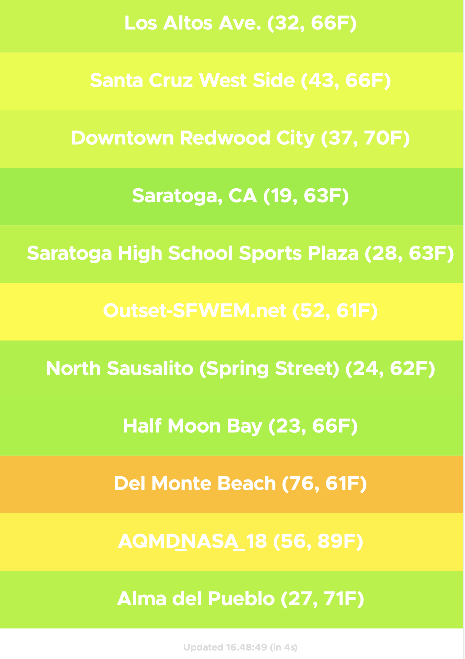 Los Altos Ave. (32, 66F)
Santa Cruz West Side (43, 66F)
Downtown Redwood City (37, 70F)
Saratoga, CA (19, 63F)
Saratoga High School Sports Plaza (28, 63F)
Outset-SFWEM.net (52, 61F)
North Sausalito (Spring Street) (24, 62F)
Half Moon Bay (23, 66F)
Del Monte Beach (76, 61F)
AQMD_NASA_18 (56, 89F)
Alma del Pueblo (27, 71F)
Updated 16.48:49 (in 4s)